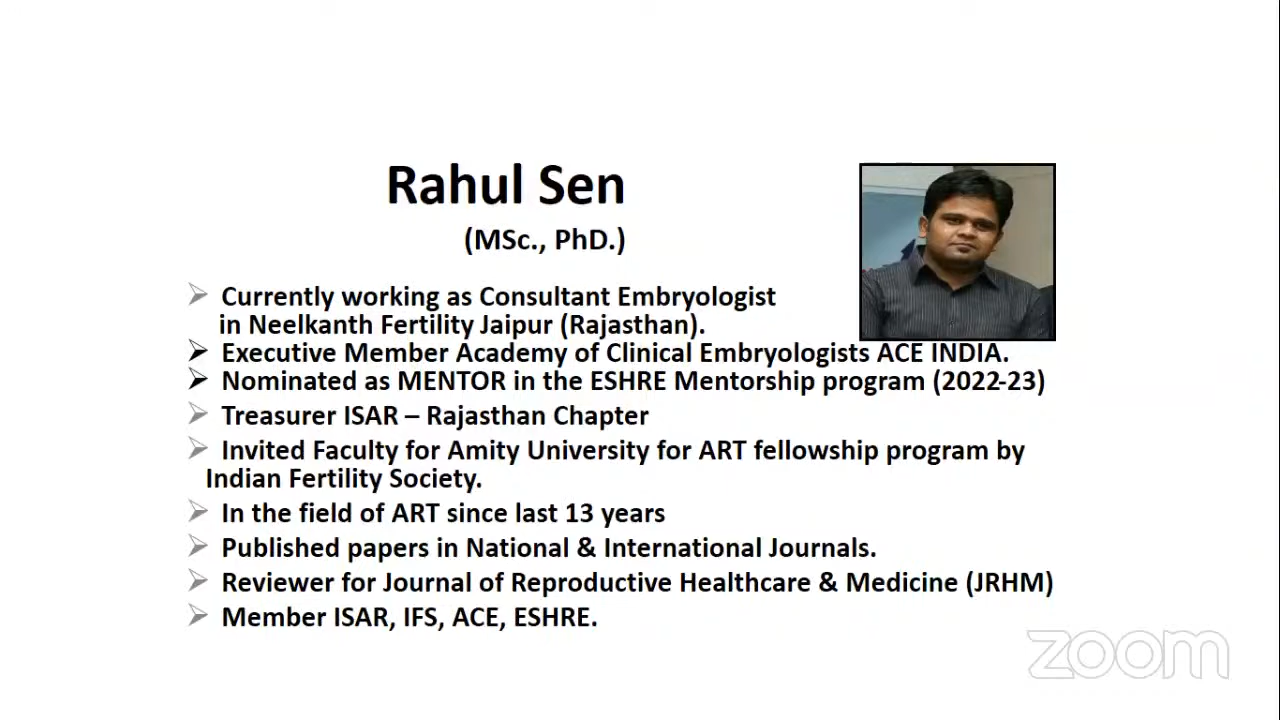 Rahul Sen
(MSc., PhD.)
➢ Currently working as Consultant Embryologist
in Neelkanth Fertility Jaipur (Rajasthan).
➢ Executive Member Academy of Clinical Embryologists ACE INDIA.
➢ Nominated as MENTOR in the ESHRE Mentorship program (2022-23)
➢ Treasurer ISAR – Rajasthan Chapter
➢ Invited Faculty for Amity University for ART fellowship program by
Indian Fertility Society.
➢ In the field of ART since last 13 years
➢ Published papers in National & International Journals.
➢ Reviewer for Journal of Reproductive Healthcare & Medicine (JRHM)
➢ Member ISAR, IFS, ACE, ESHRE.
zoom